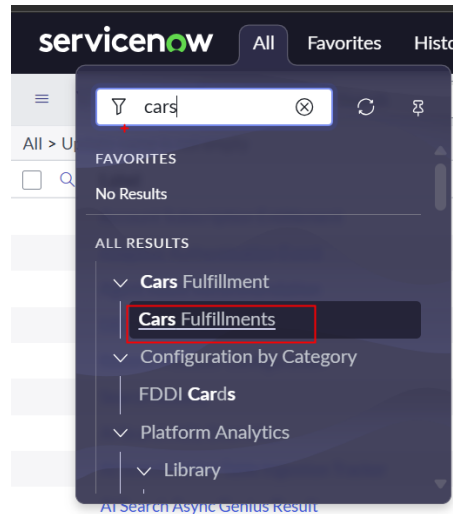 servicenow All Favorites Histo
cars
All > Up
FAVORITES
No Results
ALL RESULTS
Cars Fulfillment
Cars Fulfillments
Configuration by Category
FDDI Cards
Platform Analytics
Library
AI Search Async Genius Result